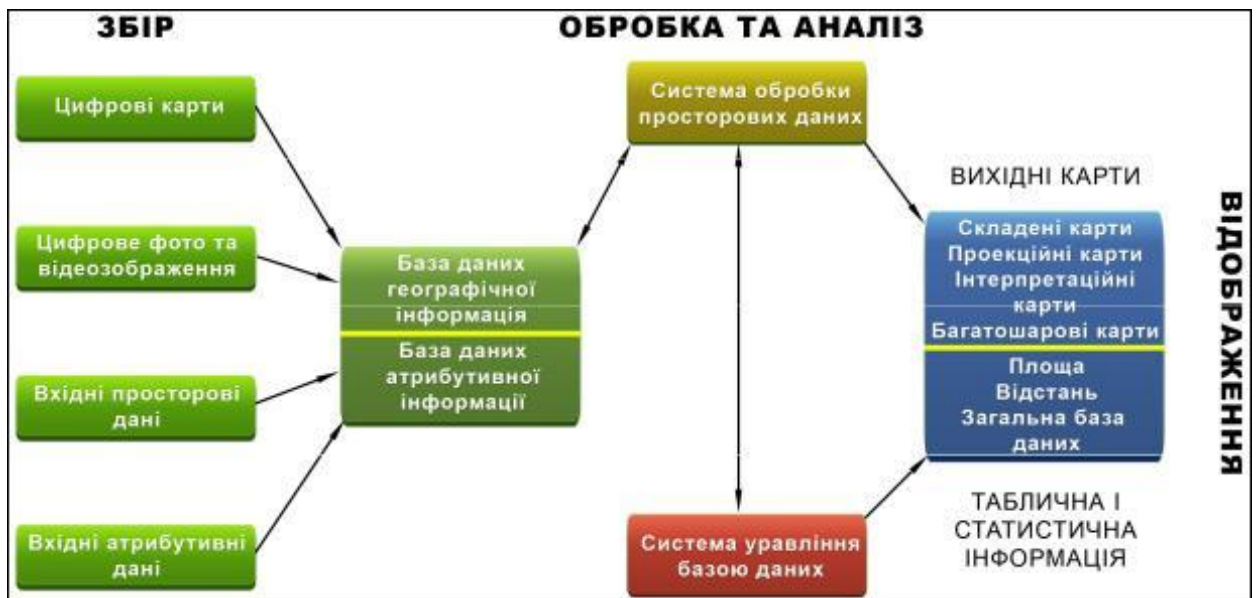 ЗБІР
ОБРОБКА ТА АНАЛІЗ
Цифрові карти
Цифрове фото та
відеозображення
Вхідні просторові
дані
Вхідні атрибутивні
дані
База даних
географічної
інформація
База даних
атрибутивної
інформації
Система обробки
просторових даних
Система уравління
базою даних
ВИХІДНІ КАРТИ
Складені карти
Проекційні карти
Інтерпретаційні
карти
Багатошарові карти
Площа
Відстань
Загальна база
даних
ТАБЛИЧНА І
СТАТИСТИЧНА
ІНФОРМАЦІЯ
ВІДОБРАЖЕННЯ